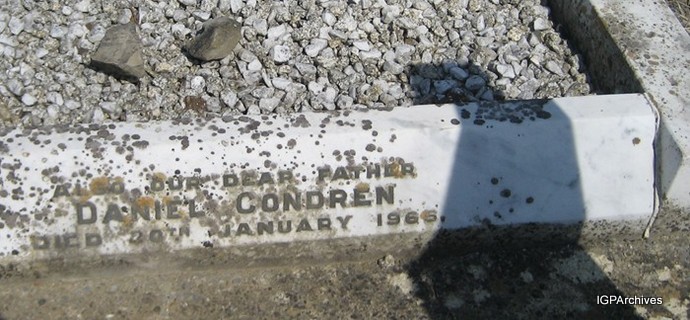 ALSO OUR DEAR FATHER
DANIEL CONDREN
DIED 20TH JANUARY 1966.
IGPArchives